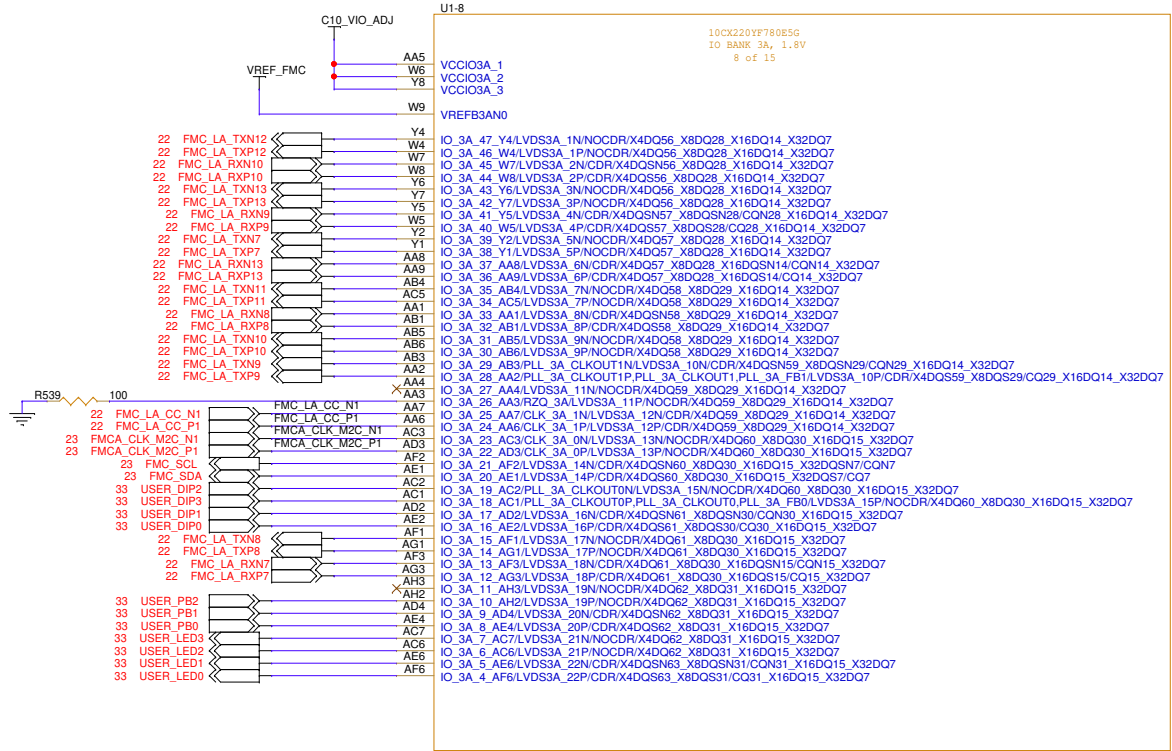 U1-8
C10_VIO_ADJ
10CX220YF780E5G
IO BANK 3A, 1.8V
8 of 15
VREF_FMC
AA5 VCCIO3A_1
W6 VCCIO3A_2
Y8 VCCIO3A_3
W9 VREFB3AN0
22 FMC_LA_TXN12 Y4 IO_3A_47_Y4/LVDS3A_1N/NOCDR/X4DQ56_X8DQ28_X16DQ14_X32DQ7
22 FMC_LA_TXP12 W4 IO_3A_46_W4/LVDS3A_1P/NOCDR/X4DQ56_X8DQ28_X16DQ14_X32DQ7
22 FMC_LA_RXN10 W7 IO_3A_45_W7/LVDS3A_2N/CDR/X4DQSN56_X8DQ28_X16DQ14_X32DQ7
22 FMC_LA_RXP10 W8 IO_3A_44_W8/LVDS3A_2P/CDR/X4DQS56_X8DQ28_X16DQ14_X32DQ7
22 FMC_LA_TXN13 Y6 IO_3A_43_Y6/LVDS3A_3N/NOCDR/X4DQ56_X8DQ28_X16DQ14_X32DQ7
22 FMC_LA_TXP13 Y7 IO_3A_42_Y7/LVDS3A_3P/NOCDR/X4DQ56_X8DQ28_X16DQ14_X32DQ7
22 FMC_LA_RXN9 Y5 IO_3A_41_Y5/LVDS3A_4N/CDR/X4DQSN57_X8DQSN28/CQN28_X16DQ14_X32DQ7
22 FMC_LA_RXP9 W5 IO_3A_40_W5/LVDS3A_4P/CDR/X4DQS57_X8DQS28/CQ28_X16DQ14_X32DQ7
22 FMC_LA_TXN7 Y2 IO_3A_39_Y2/LVDS3A_5N/NOCDR/X4DQ57_X8DQ28_X16DQ14_X32DQ7
22 FMC_LA_TXP7 Y1 IO_3A_38_Y1/LVDS3A_5P/NOCDR/X4DQ57_X8DQ28_X16DQ14_X32DQ7
22 FMC_LA_RXN13 AA8 IO_3A_37_AA8/LVDS3A_6N/CDR/X4DQ57_X8DQ28_X16DQSN14/CQN14_X32DQ7
22 FMC_LA_RXP13 AA9 IO_3A_36_AA9/LVDS3A_6P/CDR/X4DQ57_X8DQ28_X16DQS14/CQ14_X32DQ7
22 FMC_LA_TXN11 AB4 IO_3A_35_AB4/LVDS3A_7N/NOCDR/X4DQ58_X8DQ29_X16DQ14_X32DQ7
22 FMC_LA_TXP11 AC5 IO_3A_34_AC5/LVDS3A_7P/NOCDR/X4DQ58_X8DQ29_X16DQ14_X32DQ7
22 FMC_LA_RXN8 AA1 IO_3A_33_AA1/LVDS3A_8N/CDR/X4DQSN58_X8DQ29_X16DQ14_X32DQ7
22 FMC_LA_RXP8 AB1 IO_3A_32_AB1/LVDS3A_8P/CDR/X4DQS58_X8DQ29_X16DQ14_X32DQ7
22 FMC_LA_TXN10 AB5 IO_3A_31_AB5/LVDS3A_9N/NOCDR/X4DQ58_X8DQ29_X16DQ14_X32DQ7
22 FMC_LA_TXP10 AB6 IO_3A_30_AB6/LVDS3A_9P/NOCDR/X4DQ58_X8DQ29_X16DQ14_X32DQ7
22 FMC_LA_TXN9 AB3 IO_3A_29_AB3/PLL_3A_CLKOUT1N/LVDS3A_10N/CDR/X4DQSN59_X8DQSN29/CQN29_X16DQ14_X32DQ7
22 FMC_LA_TXP9 AA2 IO_3A_28_AA2/PLL_3A_CLKOUT1P,PLL_3A_CLKOUT1,PLL_3A_FB1/LVDS3A_10P/CDR/X4DQS59_X8DQS29/CQ29_X16DQ14_X32DQ7
AA4 IO_3A_27_AA4/LVDS3A_11N/NOCDR/X4DQ59_X8DQ29_X16DQ14_X32DQ7
R539 100 AA3 IO_3A_26_AA3/RZQ_3A/LVDS3A_11P/NOCDR/X4DQ59_X8DQ29_X16DQ14_X32DQ7
22 FMC_LA_CC_N1 FMC_LA_CC_N1 AA7 IO_3A_25_AA7/CLK_3A_1N/LVDS3A_12N/CDR/X4DQ59_X8DQ29_X16DQ14_X32DQ7
22 FMC_LA_CC_P1 FMC_LA_CC_P1 AA6 IO_3A_24_AA6/CLK_3A_1P/LVDS3A_12P/CDR/X4DQ59_X8DQ29_X16DQ14_X32DQ7
23 FMCA_CLK_M2C_N1 FMCA_CLK_M2C_N1 AC3 IO_3A_23_AC3/CLK_3A_0N/LVDS3A_13N/NOCDR/X4DQ60_X8DQ30_X16DQ15_X32DQ7
23 FMCA_CLK_M2C_P1 FMCA_CLK_M2C_P1 AD3 IO_3A_22_AD3/CLK_3A_0P/LVDS3A_13P/NOCDR/X4DQ60_X8DQ30_X16DQ15_X32DQ7
23 FMC_SCL AF2 IO_3A_21_AF2/LVDS3A_14N/CDR/X4DQSN60_X8DQ30_X16DQ15_X32DQSN7/CQN7
23 FMC_SDA AE1 IO_3A_20_AE1/LVDS3A_14P/CDR/X4DQS60_X8DQ30_X16DQ15_X32DQS7/CQ7
33 USER_DIP2 AC2 IO_3A_19_AC2/PLL_3A_CLKOUT0N/LVDS3A_15N/NOCDR/X4DQ60_X8DQ30_X16DQ15_X32DQ7
33 USER_DIP3 AC1 IO_3A_18_AC1/PLL_3A_CLKOUT0P,PLL_3A_CLKOUT0,PLL_3A_FB0/LVDS3A_15P/NOCDR/X4DQ60_X8DQ30_X16DQ15_X32DQ7
33 USER_DIP1 AD2 IO_3A_17_AD2/LVDS3A_16N/CDR/X4DQSN61_X8DQSN30/CQN30_X16DQ15_X32DQ7
33 USER_DIP0 AE2 IO_3A_16_AE2/LVDS3A_16P/CDR/X4DQS61_X8DQS30/CQ30_X16DQ15_X32DQ7
22 FMC_LA_TXN8 AF1 IO_3A_15_AF1/LVDS3A_17N/NOCDR/X4DQ61_X8DQ30_X16DQ15_X32DQ7
22 FMC_LA_TXP8 AG1 IO_3A_14_AG1/LVDS3A_17P/NOCDR/X4DQ61_X8DQ30_X16DQ15_X32DQ7
22 FMC_LA_RXN7 AF3 IO_3A_13_AF3/LVDS3A_18N/CDR/X4DQ61_X8DQ30_X16DQSN15/CQN15_X32DQ7
22 FMC_LA_RXP7 AG3 IO_3A_12_AG3/LVDS3A_18P/CDR/X4DQ61_X8DQ30_X16DQS15/CQ15_X32DQ7
AH3 IO_3A_11_AH3/LVDS3A_19N/NOCDR/X4DQ62_X8DQ31_X16DQ15_X32DQ7
33 USER_PB2 AH2 IO_3A_10_AH2/LVDS3A_19P/NOCDR/X4DQ62_X8DQ31_X16DQ15_X32DQ7
33 USER_PB1 AD4 IO_3A_9_AD4/LVDS3A_20N/CDR/X4DQSN62_X8DQ31_X16DQ15_X32DQ7
33 USER_PB0 AE4 IO_3A_8_AE4/LVDS3A_20P/CDR/X4DQS62_X8DQ31_X16DQ15_X32DQ7
33 USER_LED3 AC7 IO_3A_7_AC7/LVDS3A_21N/NOCDR/X4DQ62_X8DQ31_X16DQ15_X32DQ7
33 USER_LED2 AC6 IO_3A_6_AC6/LVDS3A_21P/NOCDR/X4DQ62_X8DQ31_X16DQ15_X32DQ7
33 USER_LED1 AE6 IO_3A_5_AE6/LVDS3A_22N/CDR/X4DQSN63_X8DQSN31/CQN31_X16DQ15_X32DQ7
33 USER_LED0 AF6 IO_3A_4_AF6/LVDS3A_22P/CDR/X4DQS63_X8DQS31/CQ31_X16DQ15_X32DQ7